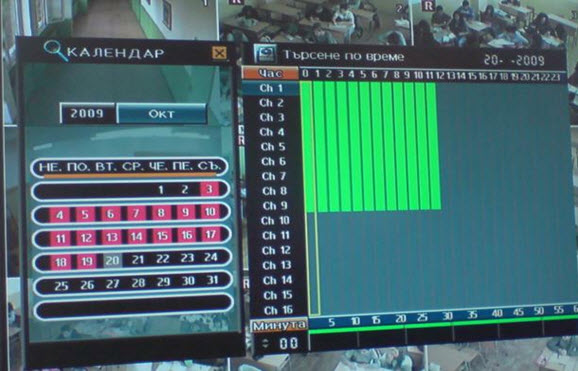 КАЛЕНДАР
2009 Окт
НЕ. ПО. ВТ. СР. ЧЕ. ПЕ. СЪ.
1 2 3
4 5 6 7 8 9 10
11 12 13 14 15 16 17
18 19 20 21 22 23 24
25 26 27 28 29 30 31
Търсене по време 20- -2009
Час 0 1 2 3 4 5 6 7 8 9 10 11 12 13 14 15 16 17 18 19 20 21 22 23
Ch 1
Ch 2
Ch 3
Ch 4
Ch 5
Ch 6
Ch 7
Ch 8
Ch 9
Ch 10
Ch 11
Ch 12
Ch 13
Ch 14
Ch 15
Ch 16
Минута 5 10 15 20 25 30 35 40 45 50 55
00
R
R